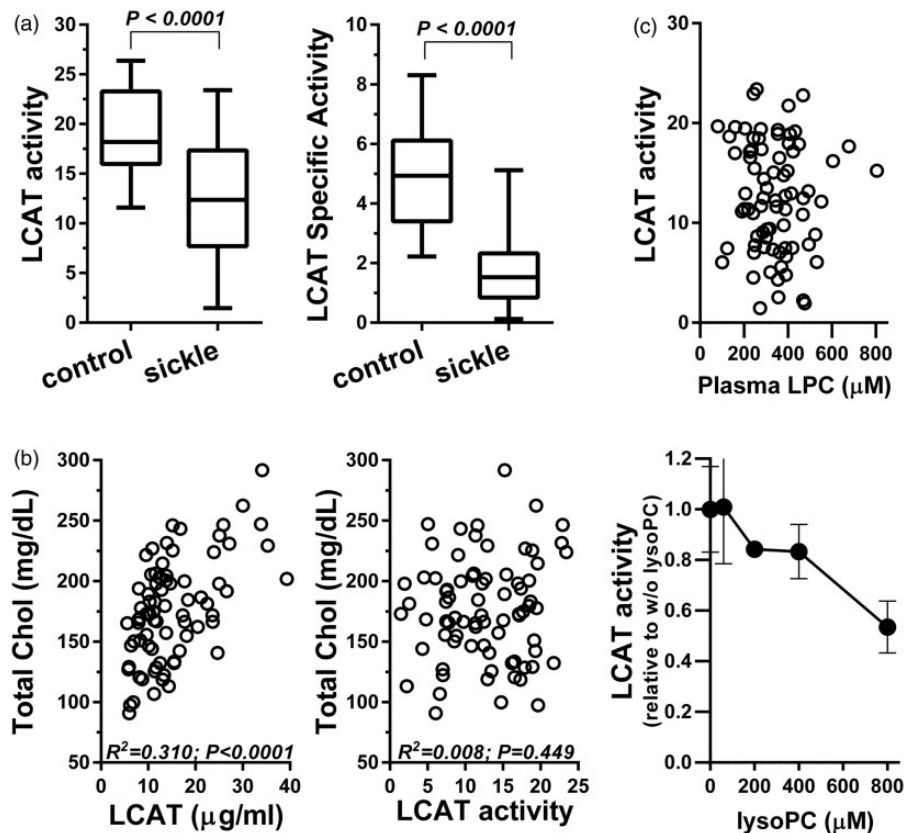 (a)
P < 0.0001
LCAT activity
30
25
20
15
10
5
0
control
sickle
P < 0.0001
LCAT Specific Activity
10
8
6
4
2
0
control
sickle
(c)
LCAT activity
30
20
10
0
0 200 400 600 800
Plasma LPC (μM)
(b)
Total Chol (mg/dL)
300
250
200
150
100
50
R²=0.310; P<0.0001
0 10 20 30 40
LCAT (μg/ml)
Total Chol (mg/dL)
300
250
200
150
100
50
R²=0.008; P=0.449
0 5 10 15 20 25
LCAT activity
LCAT activity
(relative to w/o lysoPC)
1.2
1.0
0.8
0.6
0.4
0.2
0.0
0 200 400 600 800
lysoPC (μM)